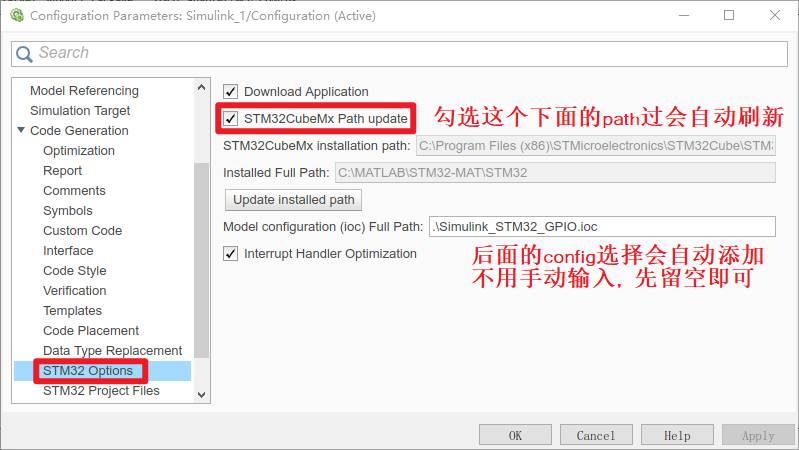 Configuration Parameters: Simulink_1/Configuration (Active)
Search
Model Referencing
Simulation Target
Code Generation
Optimization
Report
Comments
Symbols
Custom Code
Interface
Code Style
Verification
Templates
Code Placement
Data Type Replacement
STM32 Options
STM32 Project Files
Download Application
STM32CubeMx Path update
勾选这个下面的path过会自动刷新
STM32CubeMx installation path: C:\Program Files (x86)\STMicroelectronics\STM32Cube\STM3
Installed Full Path: C:\MATLAB\STM32-MAT\STM32
Update installed path
Model configuration (ioc) Full Path: .\Simulink_STM32_GPIO.ioc
Interrupt Handler Optimization
后面的config选择会自动添加
不用手动输入，先留空即可
OK Cancel Help Apply